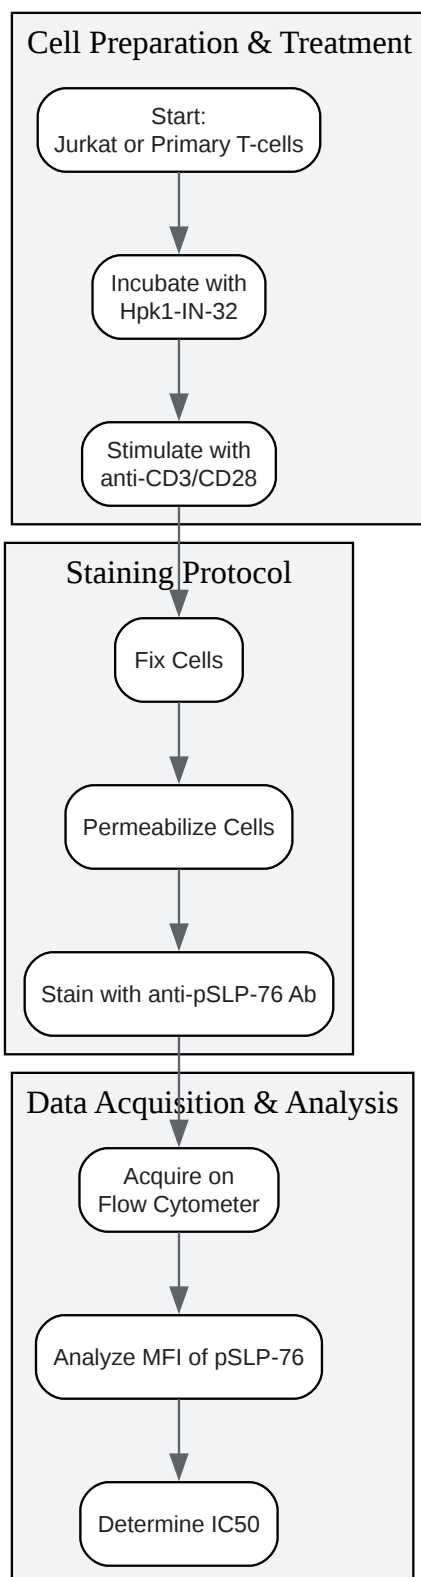 Cell Preparation & Treatment
Start:
Jurkat or Primary T-cells
Incubate with
Hpk1-IN-32
Stimulate with
anti-CD3/CD28
Staining Protocol
Fix Cells
Permeabilize Cells
Stain with anti-pSLP-76 Ab
Data Acquisition & Analysis
Acquire on
Flow Cytometer
Analyze MFI of pSLP-76
Determine IC50